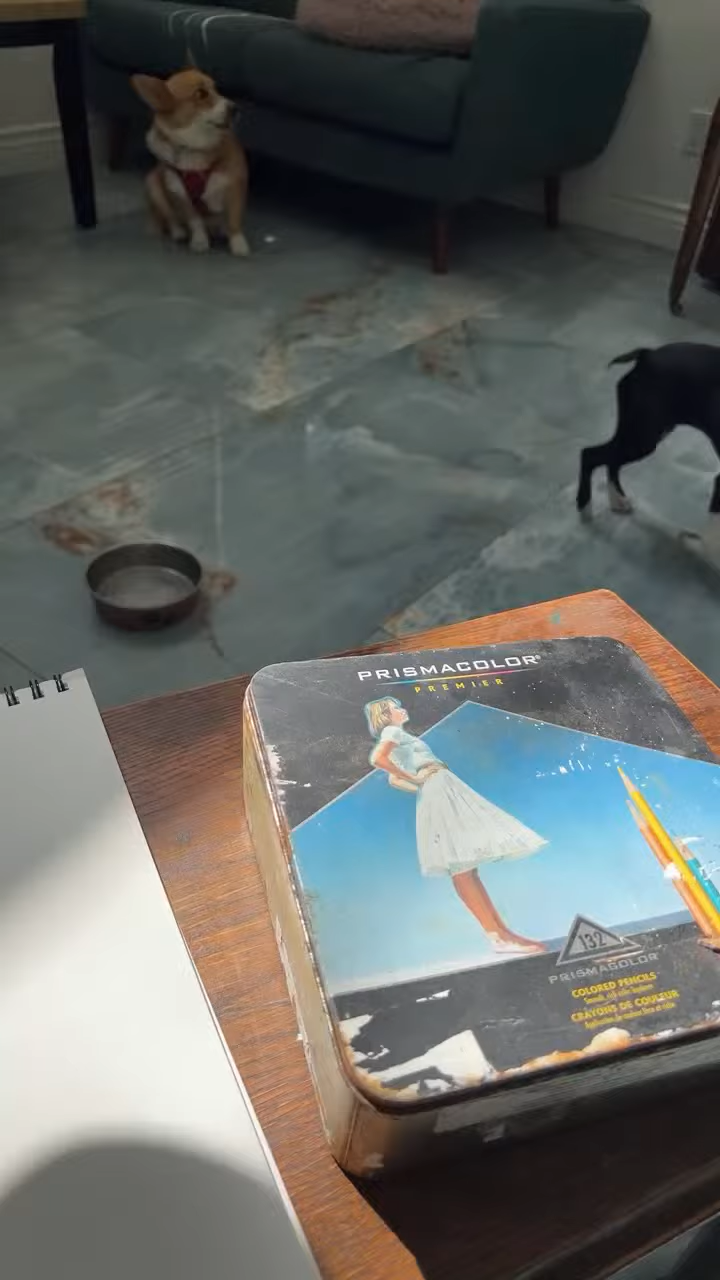 PRISMACOLOR®
PREMIER
132
PRISMACOLOR
COLORED PENCILS
CRAYONS DE COULEUR